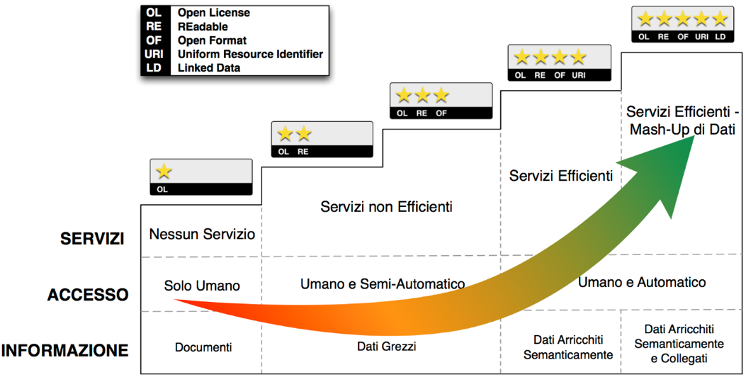 OL Open License
RE REadable
OF Open Format
URI Uniform Resource Identifier
LD Linked Data
OL RE OF URI LD
OL RE OF URI
OL RE OF
OL RE
OL
Servizi Efficienti -
Mash-Up di Dati
Servizi Efficienti
Servizi non Efficienti
SERVIZI
Nessun Servizio
ACCESSO
Solo Umano
Umano e Semi-Automatico
Umano e Automatico
INFORMAZIONE
Documenti
Dati Grezzi
Dati Arricchiti
Semanticamente
Dati Arricchiti
Semanticamente
e Collegati